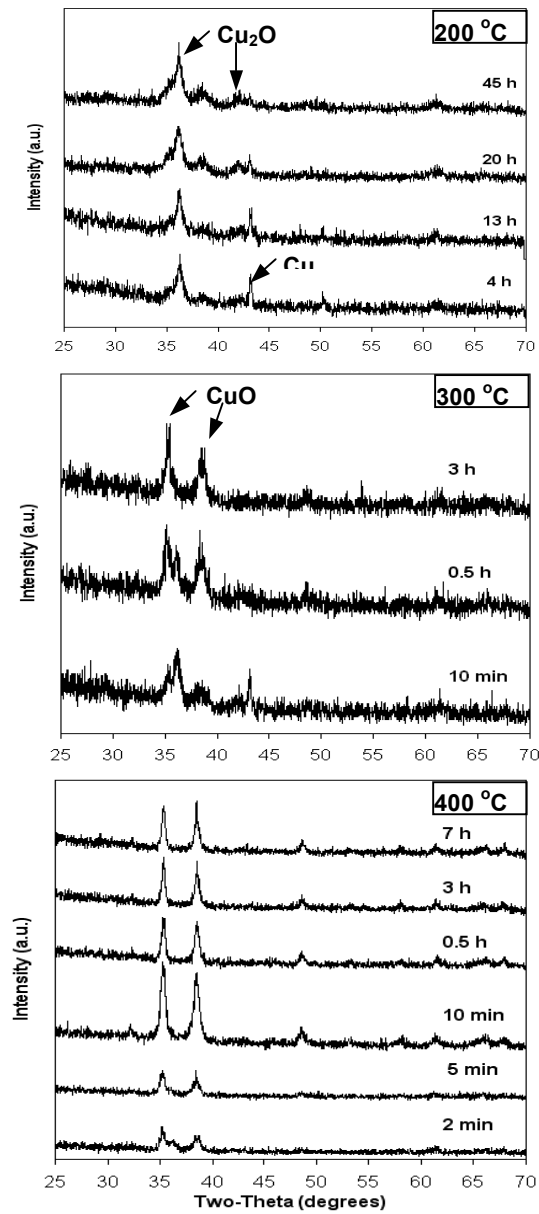 Cu₂O
200 °C
45 h
20 h
13 h
Cu
4 h
Intensity (a.u.)
25 30 35 40 45 50 55 60 65 70
CuO
300 °C
3 h
0.5 h
10 min
Intensity (a.u.)
25 30 35 40 45 50 55 60 65 70
400 °C
7 h
3 h
0.5 h
10 min
5 min
2 min
Intensity (a.u.)
25 30 35 40 45 50 55 60 65 70
Two-Theta (degrees)